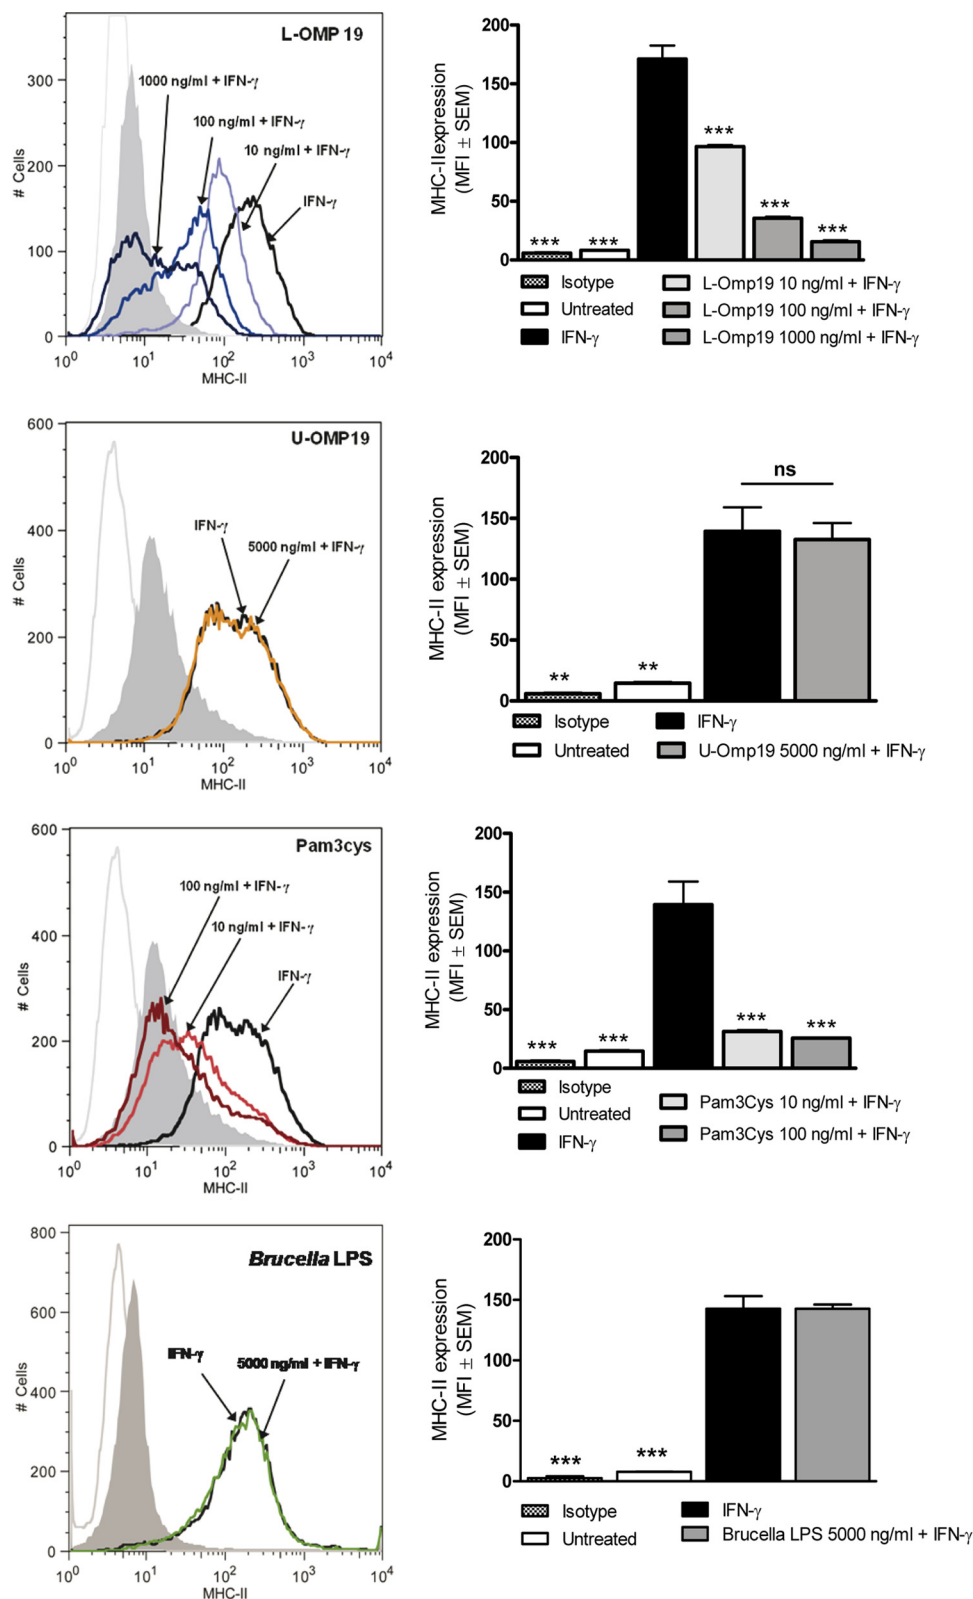 L-OMP 19
1000 ng/ml + IFN-γ
100 ng/ml + IFN-γ
10 ng/ml + IFN-γ
IFN-γ
# Cells
300
200
100
0
10⁰ 10¹ 10² 10³ 10⁴
MHC-II
MHC-IIexpression
(MFI ± SEM)
200
150
100
50
0
*** *** *** *** ***
Isotype
Untreated
IFN-γ
L-Omp19 10 ng/ml + IFN-γ
L-Omp19 100 ng/ml + IFN-γ
L-Omp19 1000 ng/ml + IFN-γ
U-OMP19
IFN-γ
5000 ng/ml + IFN-γ
# Cells
600
400
200
0
10⁰ 10¹ 10² 10³ 10⁴
MHC-II
MHC-II expression
(MFI ± SEM)
200
150
100
50
0
** ** ns
Isotype
Untreated
IFN-γ
U-Omp19 5000 ng/ml + IFN-γ
Pam3cys
100 ng/ml + IFN-γ
10 ng/ml + IFN-γ
IFN-γ
# Cells
600
400
200
0
10⁰ 10¹ 10² 10³ 10⁴
MHC-II
MHC-II expression
(MFI ± SEM)
200
150
100
50
0
*** *** *** ***
Isotype
Untreated
IFN-γ
Pam3Cys 10 ng/ml + IFN-γ
Pam3Cys 100 ng/ml + IFN-γ
Brucella LPS
IFN-γ
5000 ng/ml + IFN-γ
# Cells
800
600
400
200
0
10⁰ 10¹ 10² 10³ 10⁴
MHC-II
MHC-II expression
(MFI ± SEM)
200
150
100
50
0
*** ***
Isotype
Untreated
IFN-γ
Brucella LPS 5000 ng/ml + IFN-γ